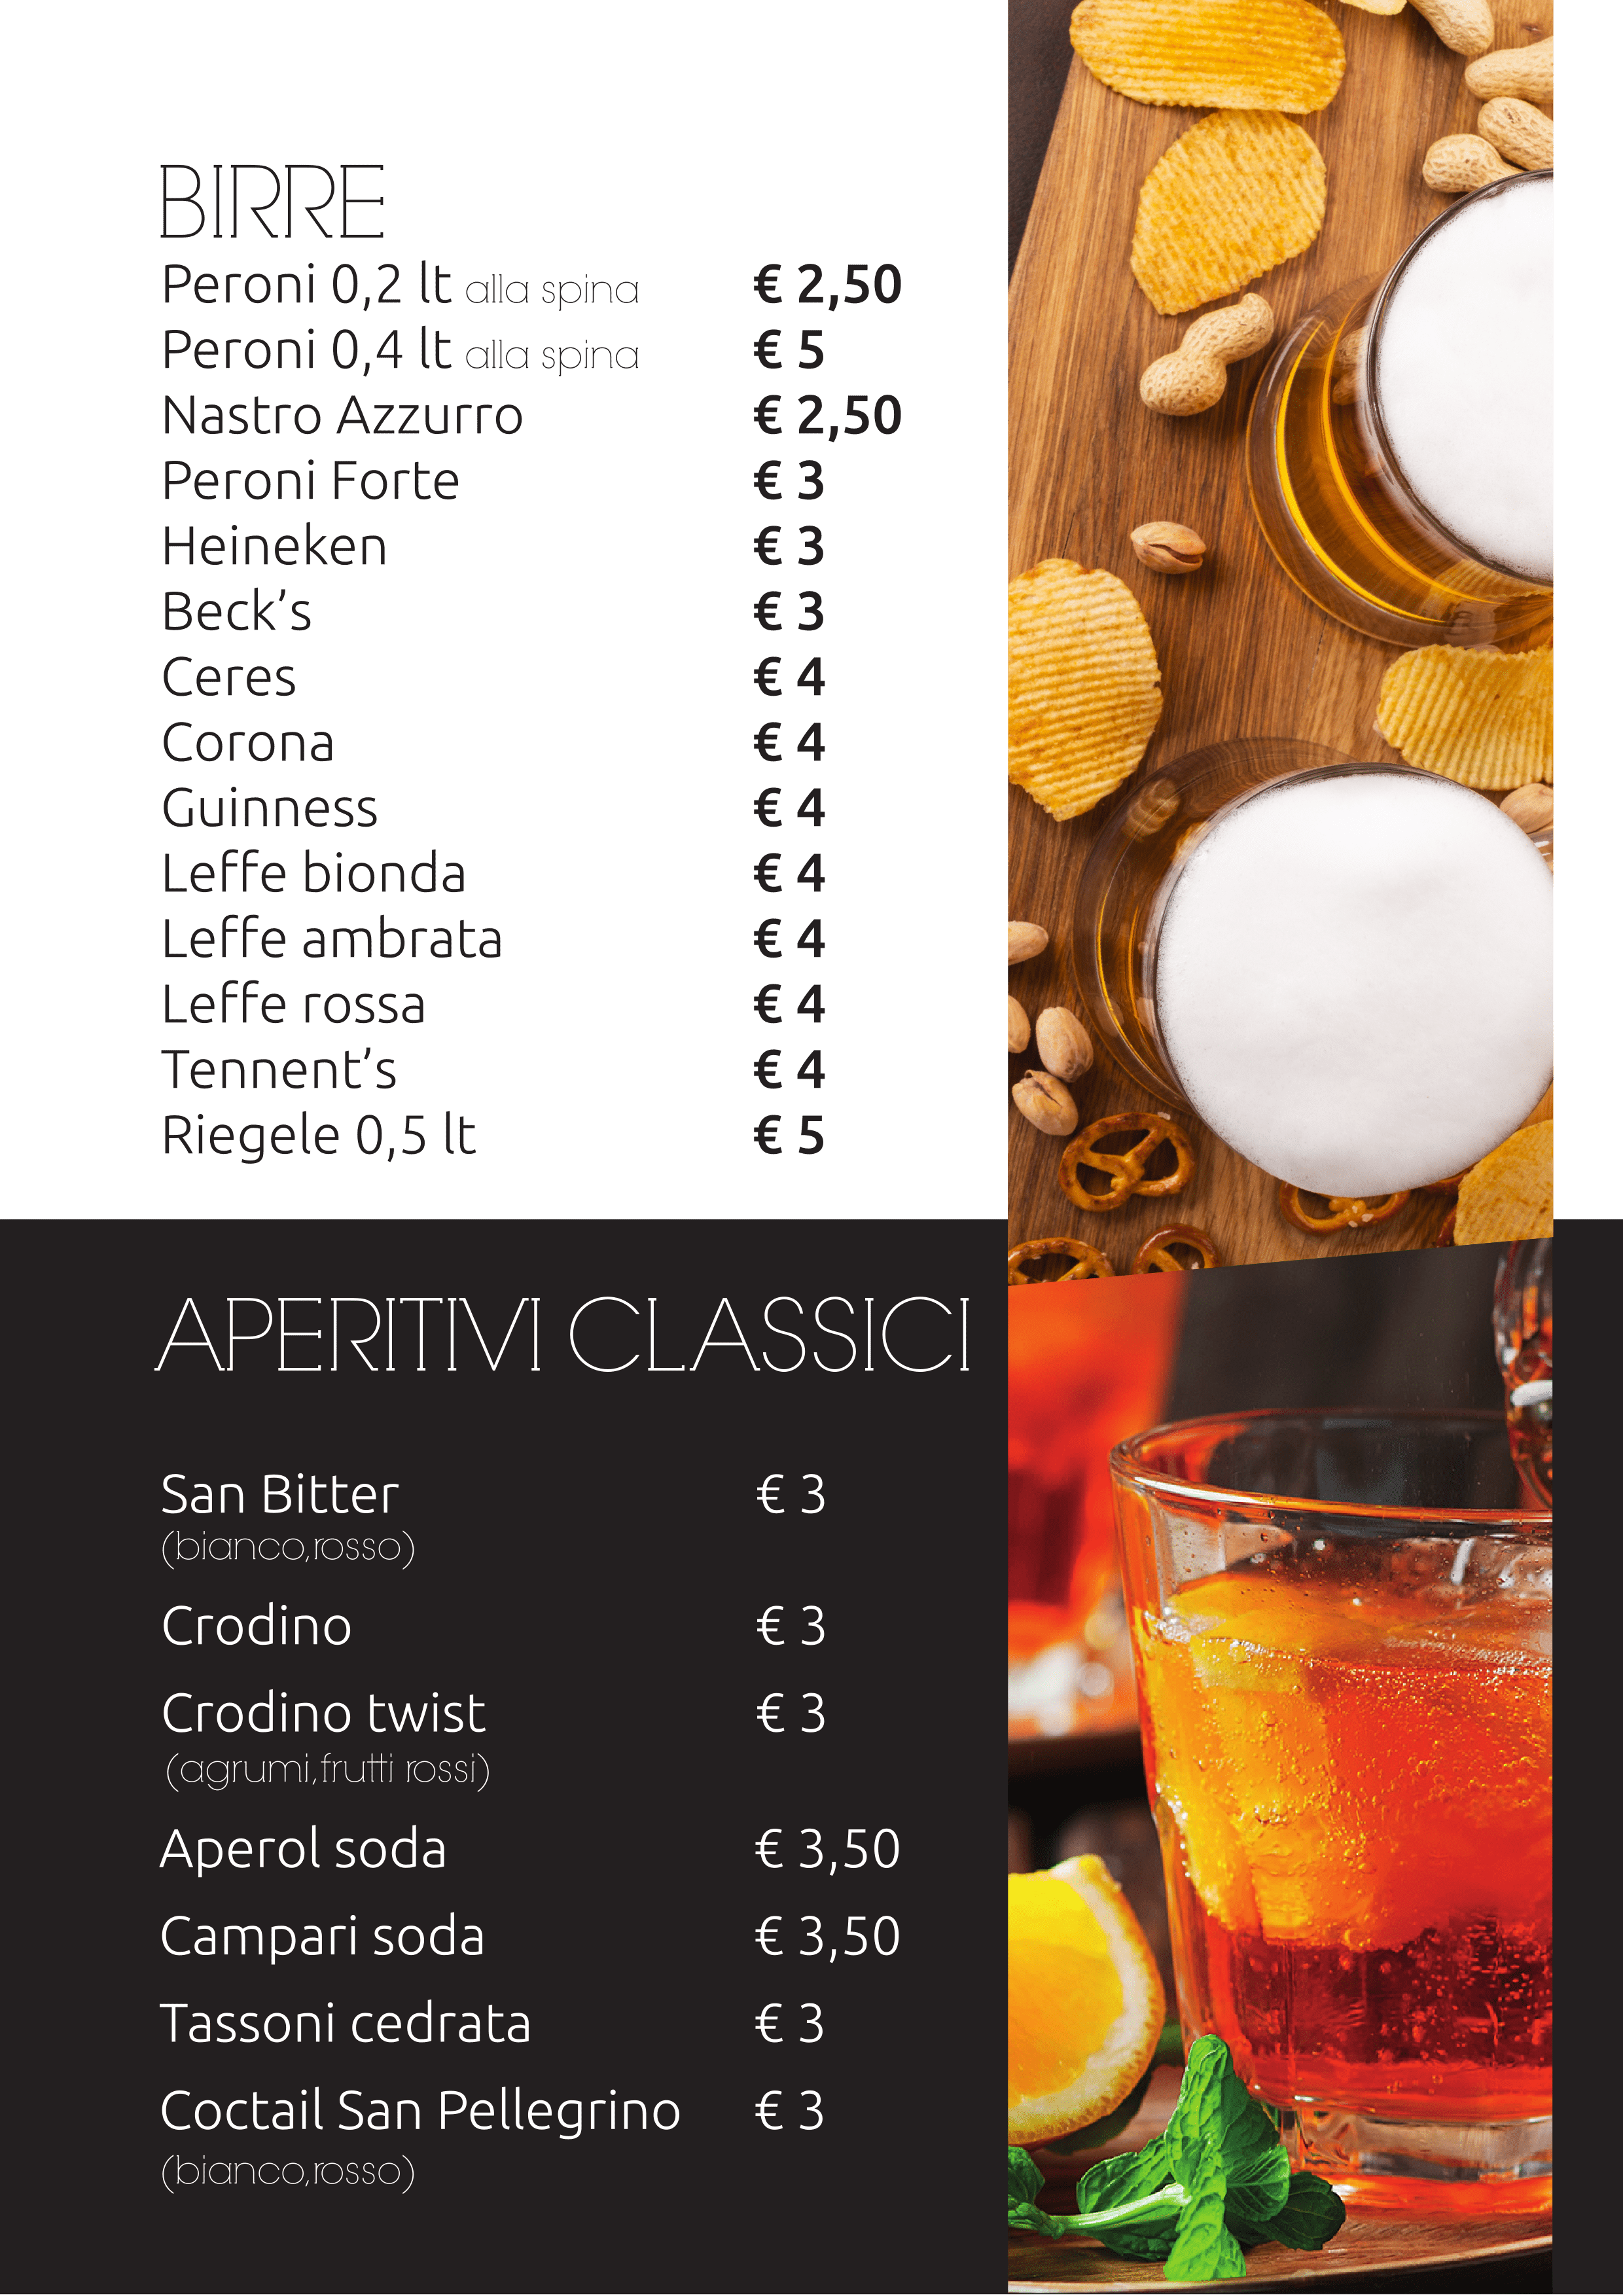 BIRRE
Peroni 0,2 lt alla spina € 2,50
Peroni 0,4 lt alla spina € 5
Nastro Azzurro € 2,50
Peroni Forte € 3
Heineken € 3
Beck’s € 3
Ceres € 4
Corona € 4
Guinness € 4
Leffe bionda € 4
Leffe ambrata € 4
Leffe rossa € 4
Tennent’s € 4
Riegele 0,5 lt € 5
APERITIVI CLASSICI
San Bitter € 3
(bianco,rosso)
Crodino € 3
Crodino twist € 3
(agrumi,frutti rossi)
Aperol soda € 3,50
Campari soda € 3,50
Tassoni cedrata € 3
Coctail San Pellegrino € 3
(bianco,rosso)